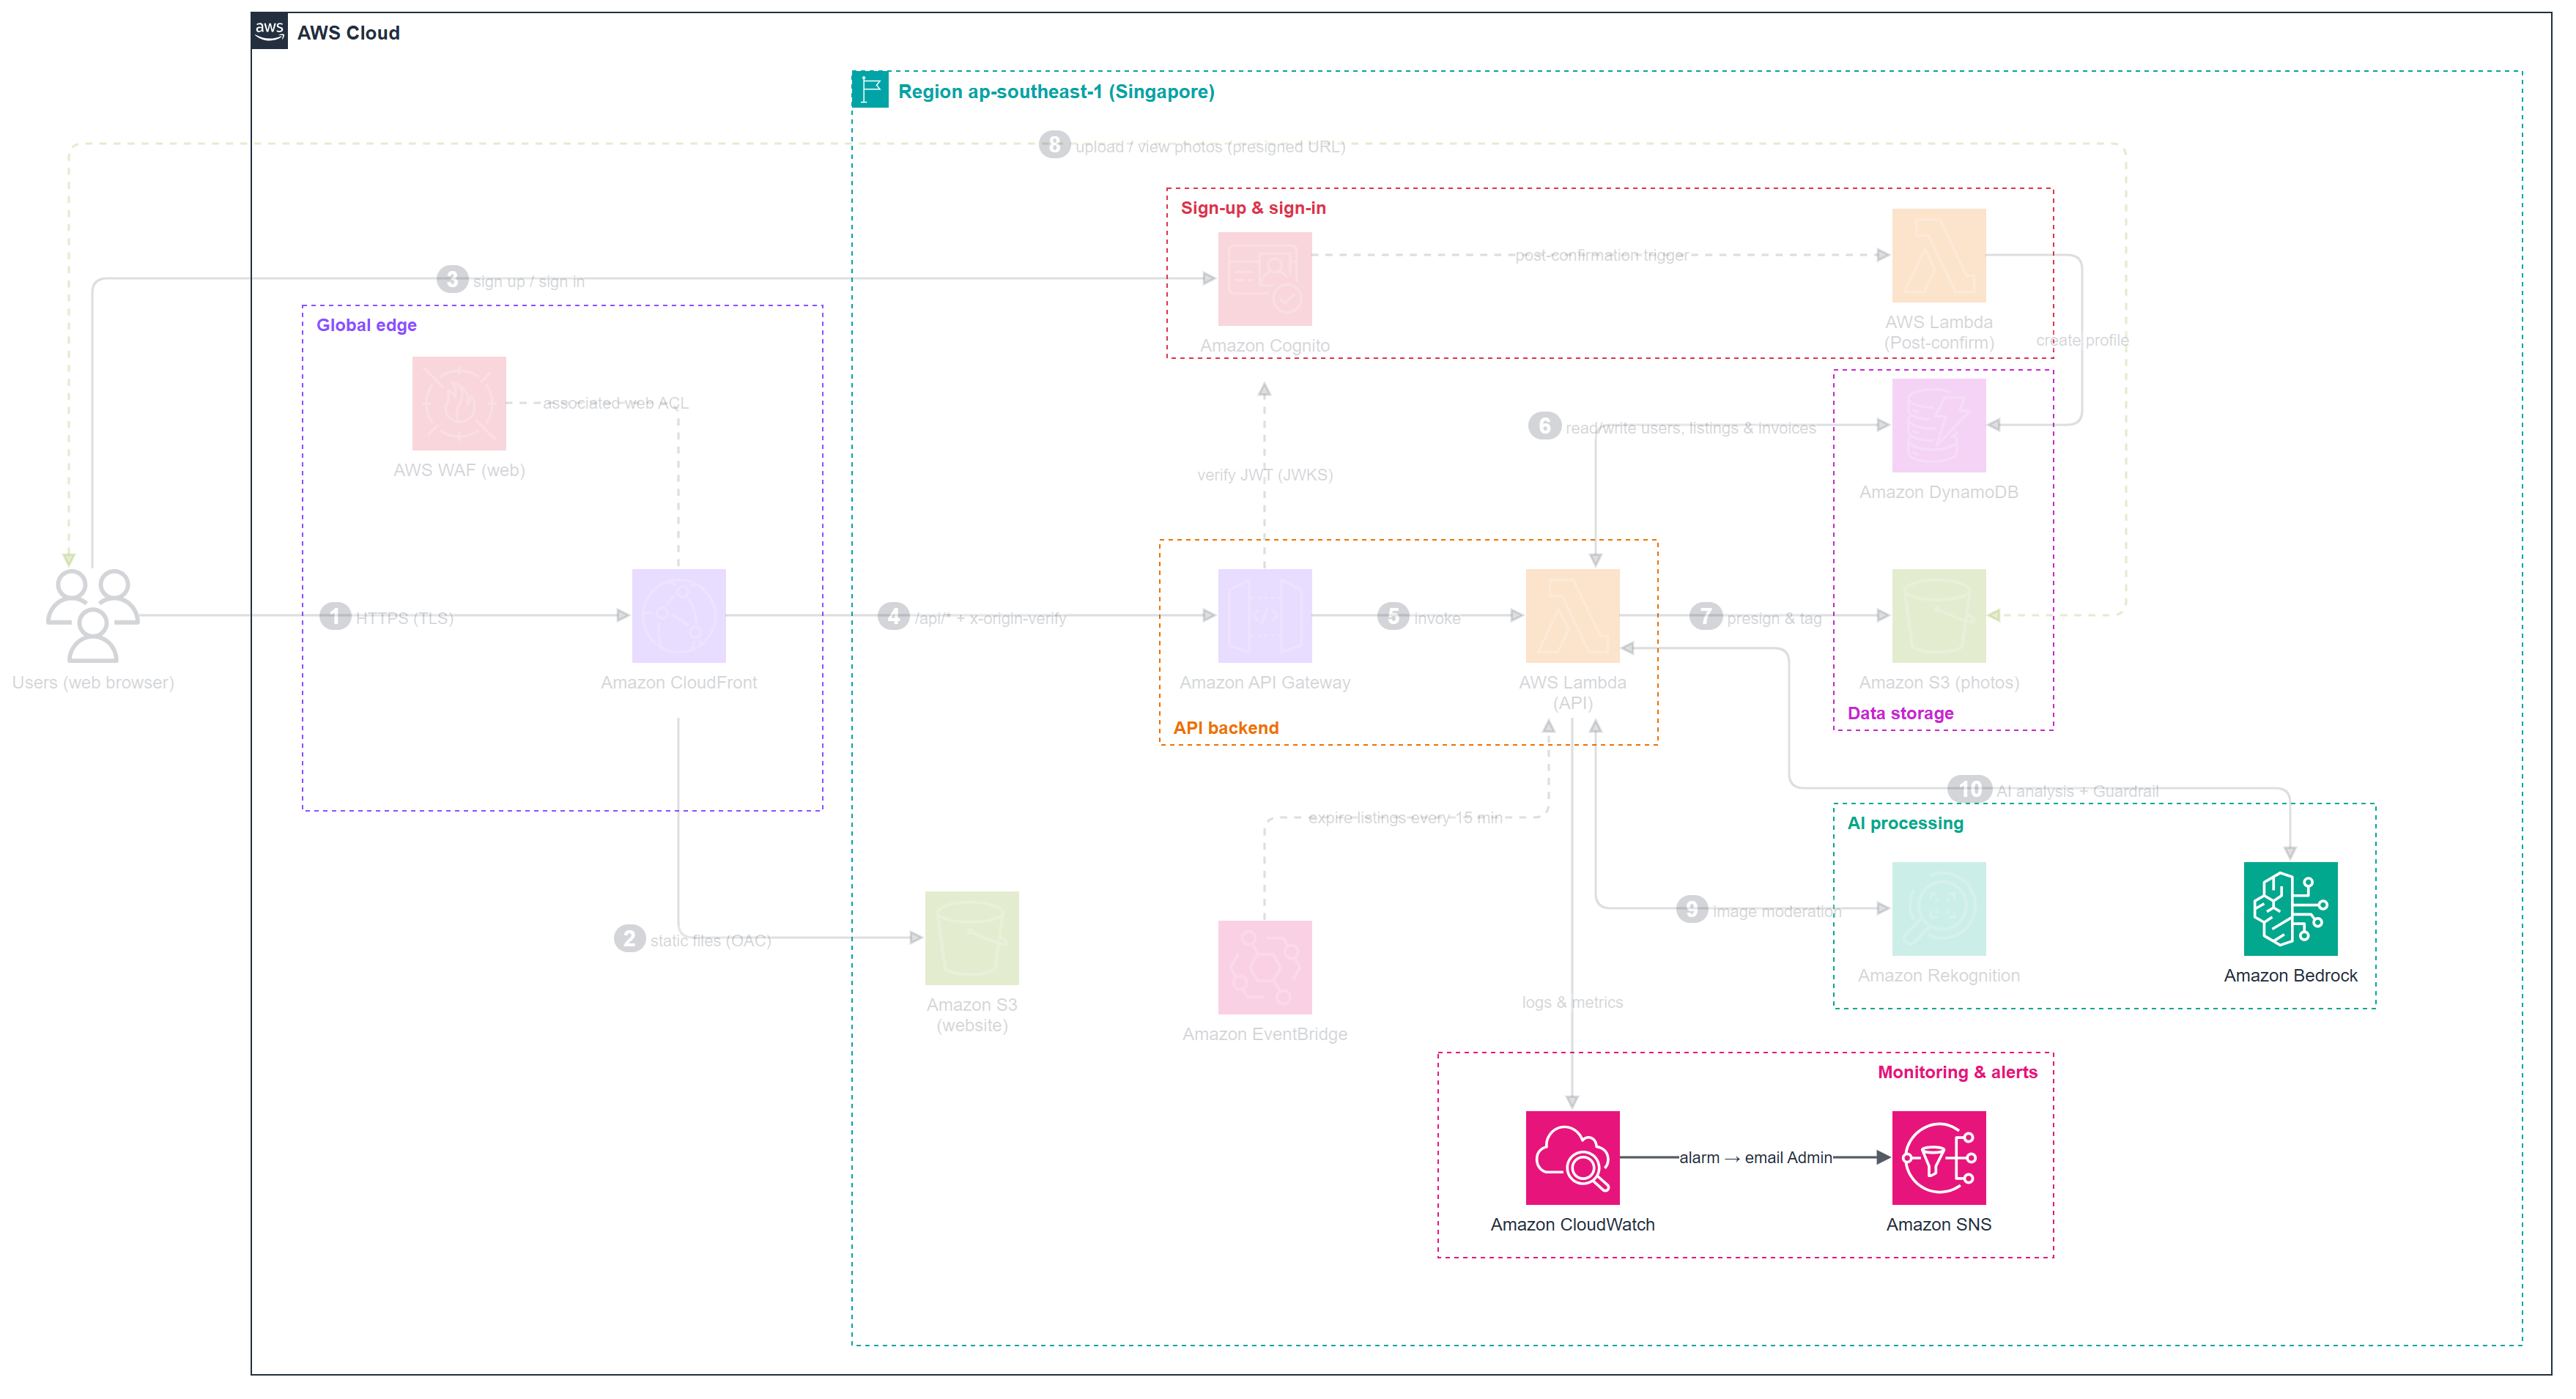 aws
AWS Cloud
Region ap-southeast-1 (Singapore)
8 upload / view photos (presigned URL)
Sign-up & sign-in
post-confirmation trigger
3 sign up / sign in
Amazon Cognito
AWS Lambda
(Post-confirm)
create profile
Global edge
associated web ACL
AWS WAF (web)
6 read/write users, listings & invoices
verify JWT (JWKS)
Amazon DynamoDB
Users (web browser)
1 HTTPS (TLS)
Amazon CloudFront
4 /api/* + x-origin-verify
Amazon API Gateway
5 invoke
AWS Lambda
(API)
7 presign & tag
Amazon S3 (photos)
API backend
Data storage
10 AI analysis + Guardrail
expire listings every 15 min
AI processing
9 image moderation
Amazon Rekognition
Amazon Bedrock
2 static files (OAC)
Amazon S3
(website)
Amazon EventBridge
logs & metrics
Monitoring & alerts
alarm → email Admin
Amazon CloudWatch
Amazon SNS